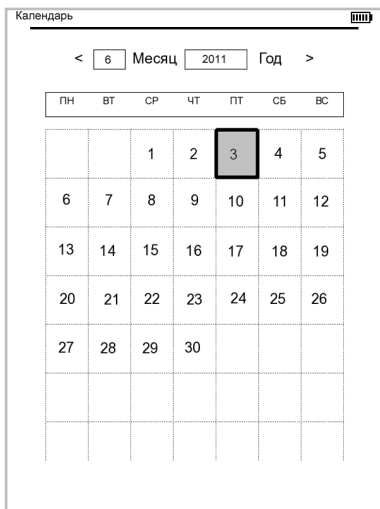 Календарь
< 6 Месяц 2011 Год >
ПН ВТ СР ЧТ ПТ СБ ВС
1 2 3 4 5
6 7 8 9 10 11 12
13 14 15 16 17 18 19
20 21 22 23 24 25 26
27 28 29 30